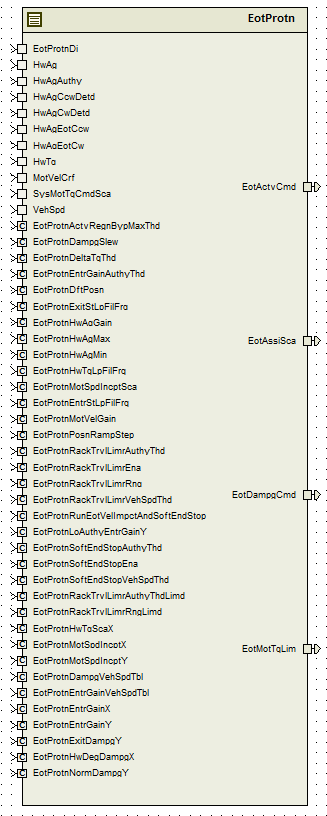 EotProtn
EotProtnDi
HwAg
HwAgAuthy
HwAgCcwDetd
HwAgCwDetd
HwAgEotCcw
HwAgEotCw
HwTq
MotVelCrf
SysMotTqCmdSca
VehSpd
C EotProtnActvRegnBypMaxThd
C EotProtnDampgSlew
C EotProtnDeltaTqThd
C EotProtnEntrGainAuthyThd
C EotProtnDftPosn
C EotProtnExitStLpFilFrq
C EotProtnHwAgGain
C EotProtnHwAgMax
C EotProtnHwAgMin
C EotProtnHwTqLpFilFrq
C EotProtnMotSpdIncptSca
C EotProtnEntrStLpFilFrq
C EotProtnMotVelGain
C EotProtnPosnRampStep
C EotProtnRackTrvlLimrAuthyThd
C EotProtnRackTrvlLimrEna
C EotProtnRackTrvlLimrRng
C EotProtnRackTrvlLimrVehSpdThd
C EotProtnRunEotVelImpctAndSoftEndStop
C EotProtnLoAuthyEntrGainY
C EotProtnSoftEndStopAuthyThd
C EotProtnSoftEndStopEna
C EotProtnSoftEndStopVehSpdThd
C EotProtnRackTrvlLimrAuthyThdLimd
C EotProtnRackTrvlLimrRngLimd
C EotProtnHwTqScaX
C EotProtnMotSpdIncptX
C EotProtnMotSpdIncptY
C EotProtnDampgVehSpdTbl
C EotProtnEntrGainVehSpdTbl
C EotProtnEntrGainX
C EotProtnEntrGainY
C EotProtnExitDampgY
C EotProtnHwDegDampgX
C EotProtnNormDampgY
EotActvCmd
EotAssiSca
EotDampgCmd
EotMotTqLim